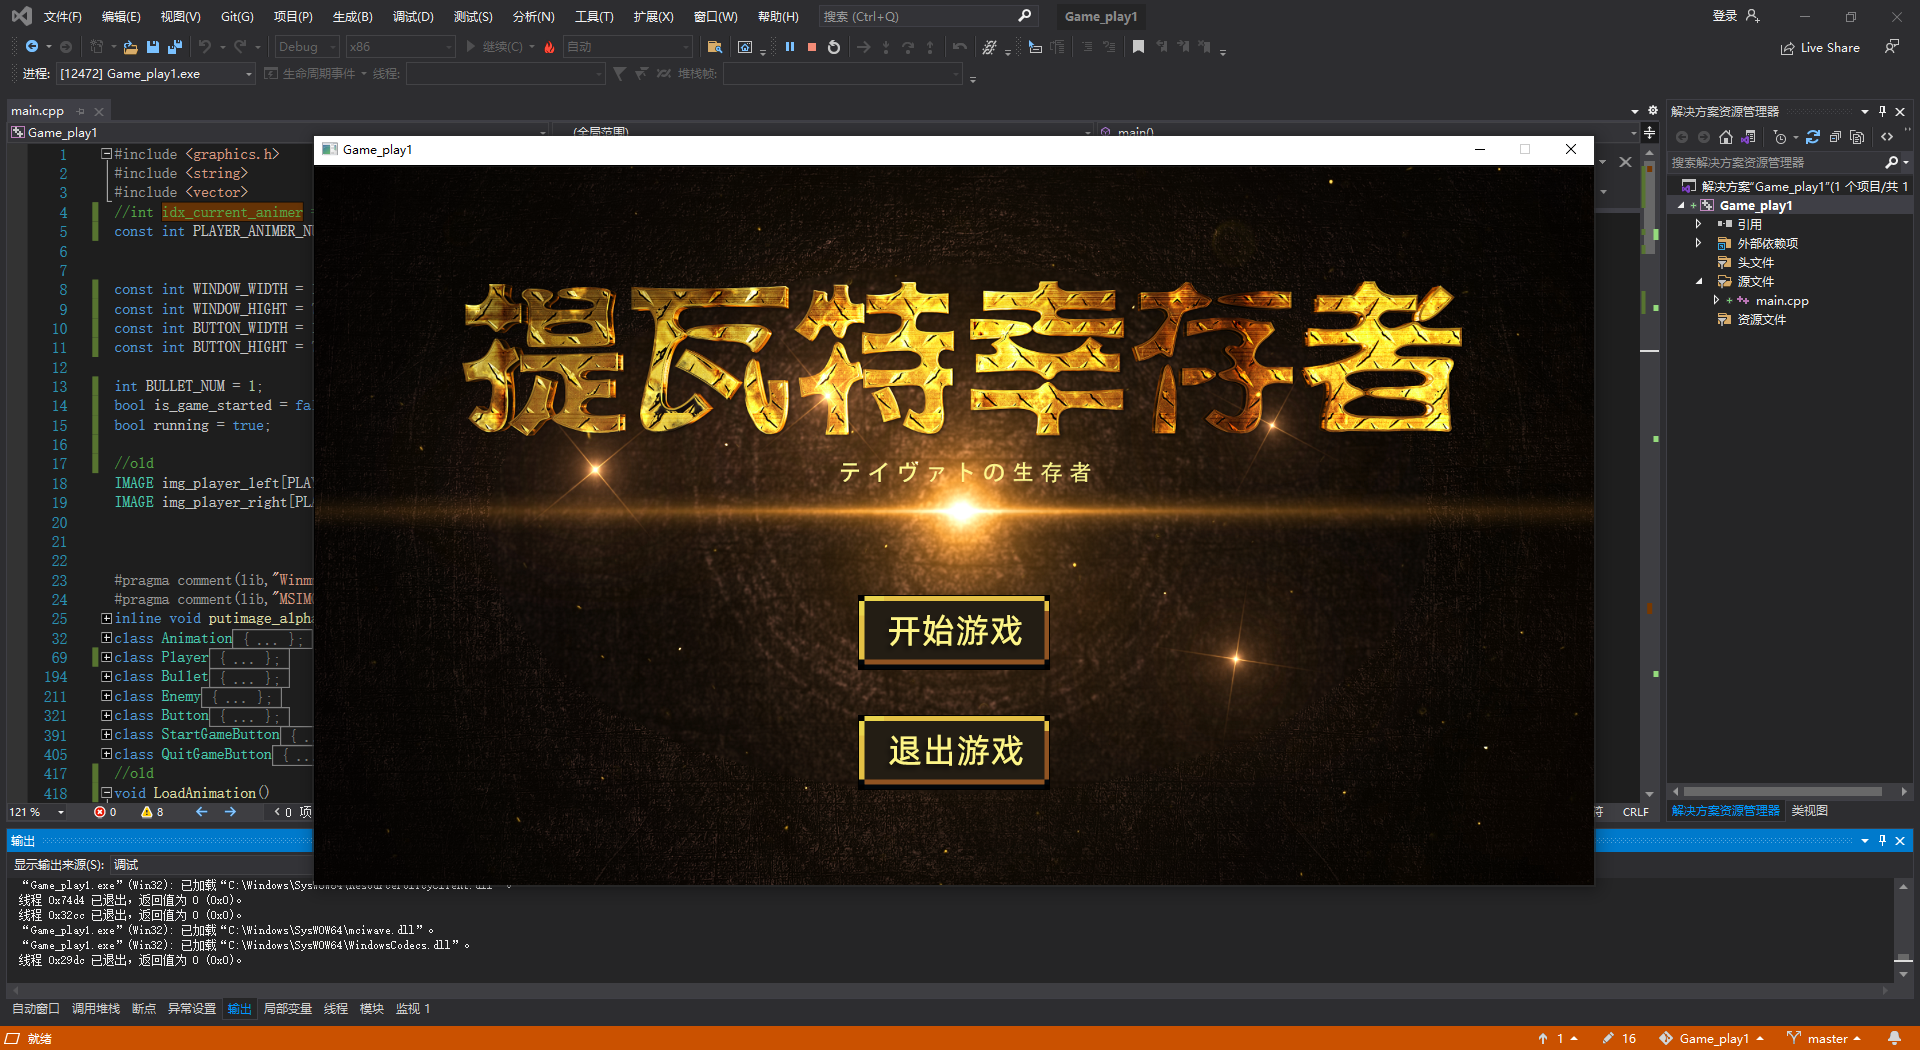 文件(F) 编辑(E) 视图(V) Git(G) 项目(P) 生成(B) 调试(D) 测试(S) 分析(N) 工具(T) 扩展(X) 窗口(W) 帮助(H) 搜索 (Ctrl+Q) Game_play1 登录
Debug x86 继续(C) 自动 Live Share
进程: [12472] Game_play1.exe 生命周期事件 线程: 堆栈帧:
main.cpp
Game_play1 (全局范围) main()
1 #include <graphics.h>
2 #include <string>
3 #include <vector>
4 //int idx_current_animer =
5 const int PLAYER_ANIMER_N
6
7
8 const int WINDOW_WIDTH =
9 const int WINDOW_HIGHT =
10 const int BUTTON_WIDTH =
11 const int BUTTON_HIGHT =
12
13 int BULLET_NUM = 1;
14 bool is_game_started = fa
15 bool running = true;
16
17 //old
18 IMAGE img_player_left[PLA
19 IMAGE img_player_right[PL
20
21
22
23 #pragma comment(lib,"Winm
24 #pragma comment(lib,"MSIM
25 inline void putimage_alph
32 class Animation{ ... };
69 class Player{ ... };
194 class Bullet{ ... };
211 class Enemy{ ... };
321 class Button{ ... };
391 class StartGameButton{ ..
405 class QuitGameButton{ ..
417 //old
418 void LoadAnimation()
121 % 0 8 0 项
符 CRLF
Game_play1
提瓦特幸存者
テイヴァトの生存者
开始游戏
退出游戏
解决方案资源管理器
搜索解决方案资源管理器
解决方案"Game_play1"(1 个项目/共 1
Game_play1
引用
外部依赖项
头文件
源文件
main.cpp
资源文件
解决方案资源管理器 类视图
输出
显示输出来源(S): 调试
“Game_play1.exe”(Win32): 已加载“C:\Windows\SysWOW64\ResourcePolicyClient.dll”。
线程 0x74d4 已退出，返回值为 0 (0x0)。
线程 0x32cc 已退出，返回值为 0 (0x0)。
“Game_play1.exe”(Win32): 已加载“C:\Windows\SysWOW64\mciwave.dll”。
“Game_play1.exe”(Win32): 已加载“C:\Windows\SysWOW64\WindowsCodecs.dll”。
线程 0x29dc 已退出，返回值为 0 (0x0)。
自动窗口 调用堆栈 断点 异常设置 输出 局部变量 线程 模块 监视 1
就绪 1 16 Game_play1 master